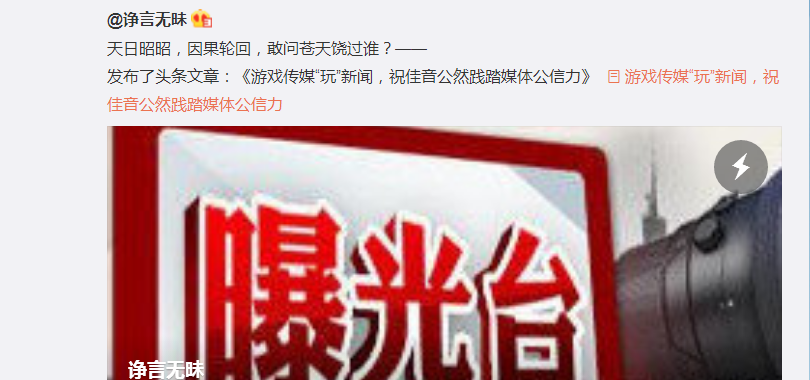 @诤言无昧
天日昭昭，因果轮回，敢问苍天饶过谁？——
发布了头条文章：《游戏传媒“玩”新闻，祝佳音公然践踏媒体公信力》 游戏传媒“玩”新闻，祝
佳音公然践踏媒体公信力
曝光台
诤言无昧